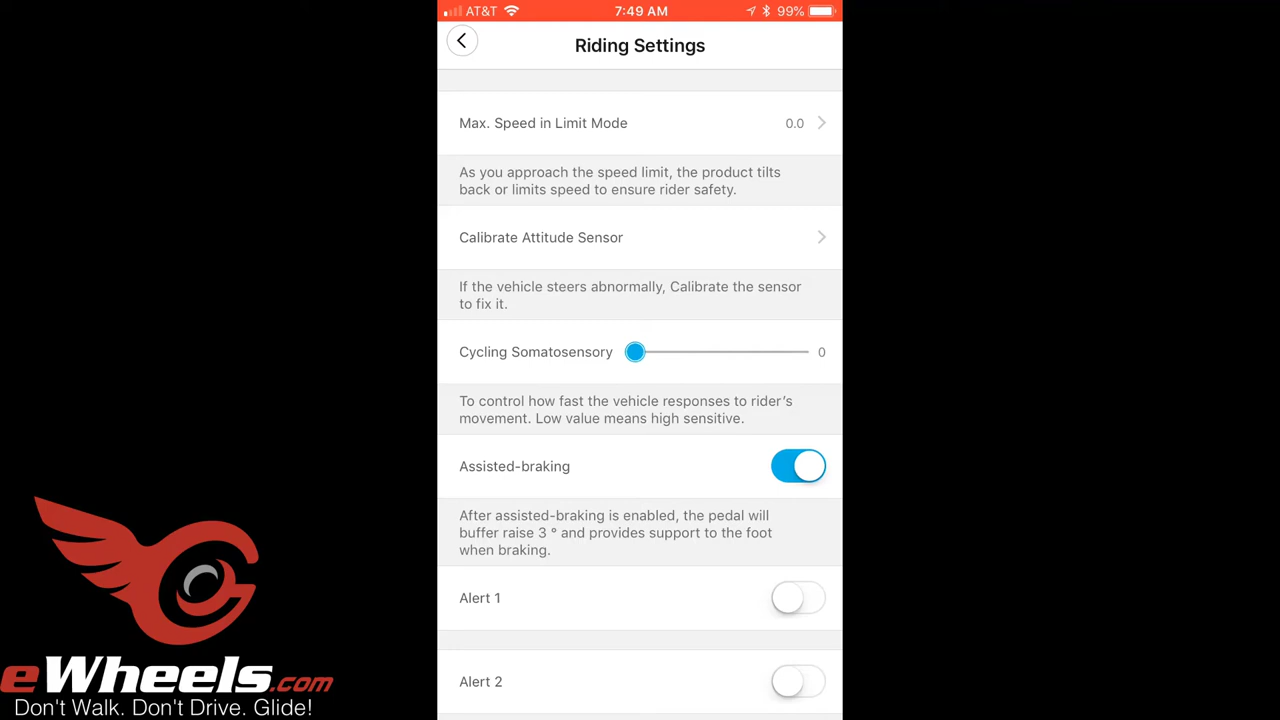 AT&T 7:49 AM 99%
Riding Settings
Max. Speed in Limit Mode 0.0
As you approach the speed limit, the product tilts
back or limits speed to ensure rider safety.
Calibrate Attitude Sensor
If the vehicle steers abnormally, Calibrate the sensor
to fix it.
Cycling Somatosensory 0
To control how fast the vehicle responses to rider's
movement. Low value means high sensitive.
Assisted-braking
After assisted-braking is enabled, the pedal will
buffer raise 3 ° and provides support to the foot
when braking.
Alert 1
Alert 2
eWheels.com
Don't Walk. Don't Drive. Glide!